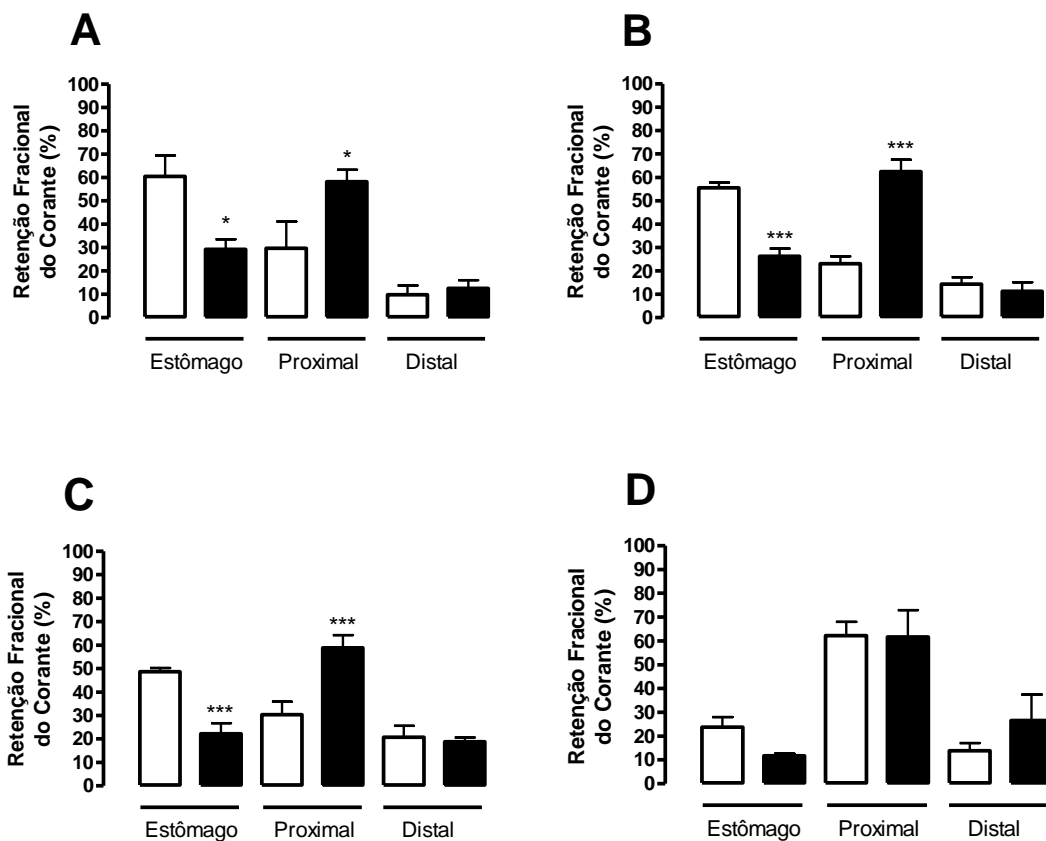 A
Retenção Fracional
do Corante (%)
100
90
80
70
60
50
40
30
20
10
0
*
*
Estômago
Proximal
Distal
B
Retenção Fracional
do Corante (%)
100
90
80
70
60
50
40
30
20
10
0
***
***
Estômago
Proximal
Distal
C
Retenção Fracional
do Corante (%)
100
90
80
70
60
50
40
30
20
10
0
***
***
Estômago
Proximal
Distal
D
Retenção Fracional
do Corante (%)
100
90
80
70
60
50
40
30
20
10
0
Estômago
Proximal
Distal